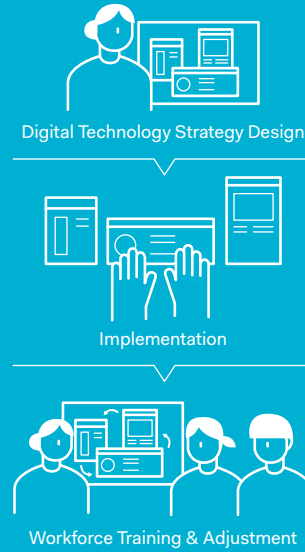 Digital Technology Strategy Design
Implementation
Workforce Training & Adjustment